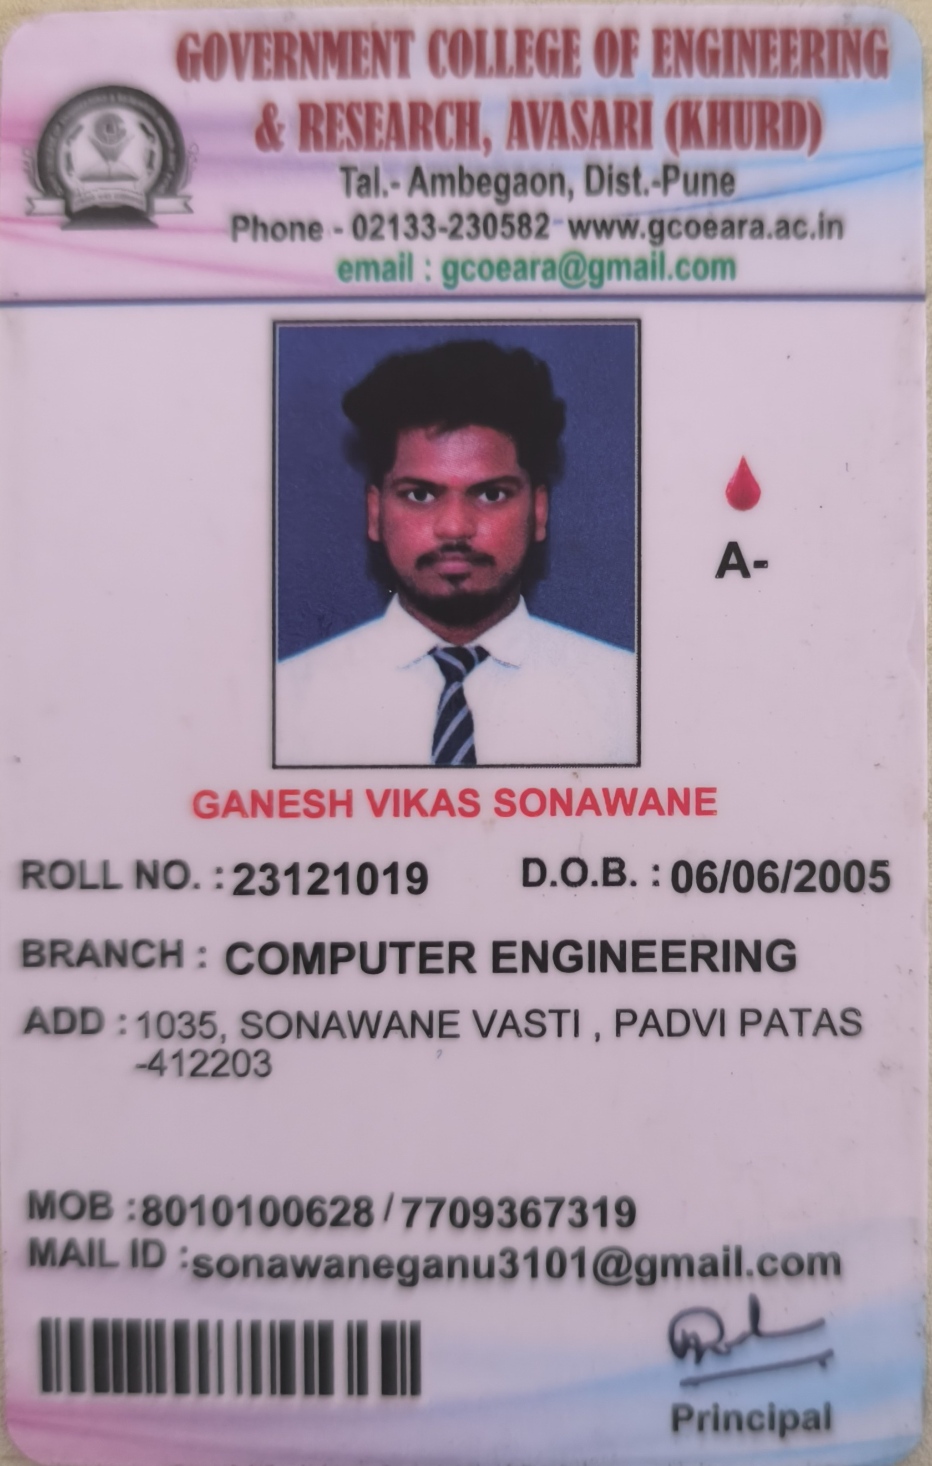 GOVERNMENT COLLEGE OF ENGINEERING
& RESEARCH, AVASARI (KHURD)
Tal.- Ambegaon, Dist.-Pune
Phone - 02133-230582 www.gcoeara.ac.in
email : gcoeara@gmail.com
A-
GANESH VIKAS SONAWANE
ROLL NO. : 23121019 D.O.B. : 06/06/2005
BRANCH : COMPUTER ENGINEERING
ADD : 1035, SONAWANE VASTI , PADVI PATAS
-412203
MOB :8010100628 / 7709367319
MAIL ID :sonawaneganu3101@gmail.com
Principal